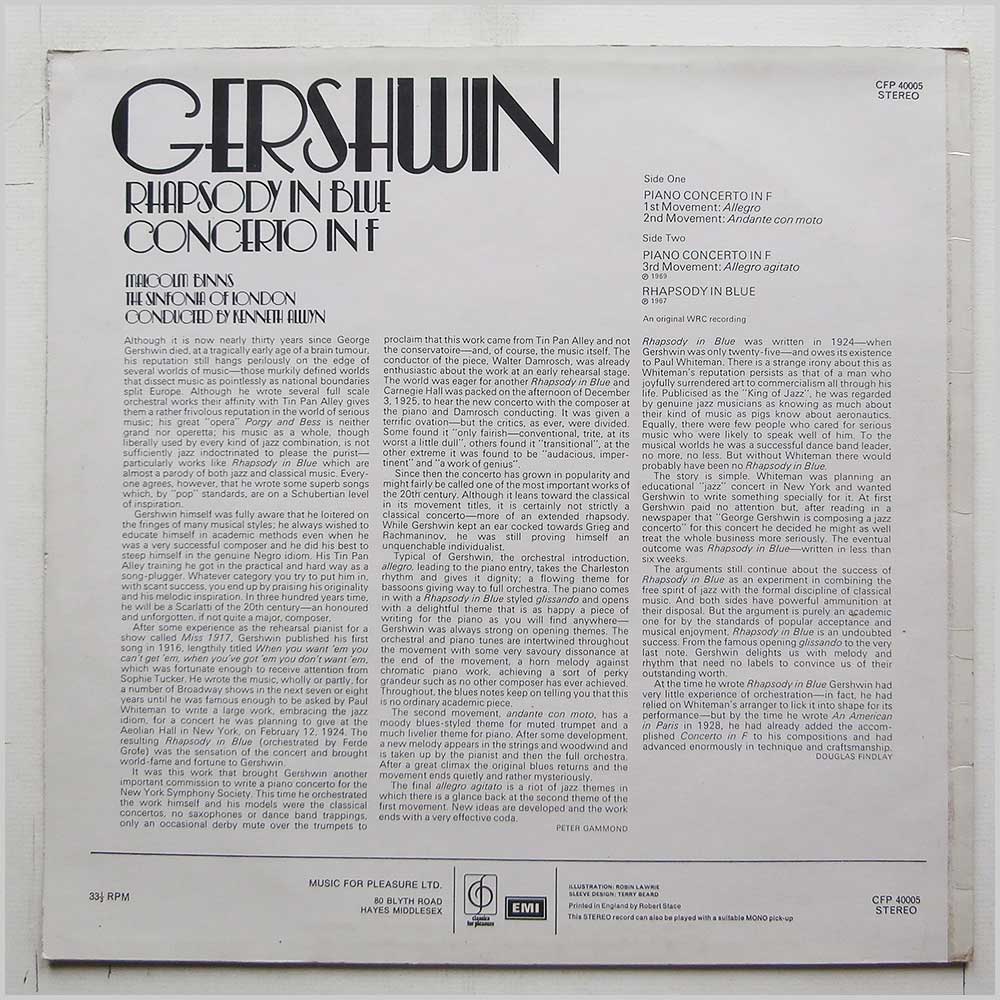 GERSHWIN
RHAPSODY IN BLUE
CONCERTO IN F
MALCOLM BINNS
THE SINFONIA OF LONDON
CONDUCTED BY KENNETH ALWYN
CFP 40005
STEREO
Side One
PIANO CONCERTO IN F
1st Movement: Allegro
2nd Movement: Andante con moto
Side Two
PIANO CONCERTO IN F
3rd Movement: Allegro agitato
℗ 1969
RHAPSODY IN BLUE
℗ 1967
An original WRC recording
Although it is now nearly thirty years since George
Gershwin died, at a tragically early age of a brain tumour,
his reputation still hangs perilously on the edge of
several worlds of music—those murkily defined worlds
that dissect music as pointlessly as national boundaries
split Europe. Although he wrote several full scale
orchestral works their affinity with Tin Pan Alley gives
them a rather frivolous reputation in the world of serious
music; his great "opera" Porgy and Bess is neither
grand nor operetta; his music as a whole, though
liberally used by every kind of jazz combination, is not
sufficiently jazz indoctrinated to please the purist—
particularly works like Rhapsody in Blue which are
almost a parody of both jazz and classical music. Every-
one agrees, however, that he wrote some superb songs
which, by "pop" standards, are on a Schubertian level
of inspiration.
Gershwin himself was fully aware that he loitered on
the fringes of many musical styles; he always wished to
educate himself in academic methods even when he
was a very successful composer and he did his best to
steep himself in the genuine Negro idiom. His Tin Pan
Alley training he got in the practical and hard way as a
song-plugger. Whatever category you try to put him in,
with scant success, you end up by praising his originality
and his melodic inspiration. In three hundred years time,
he will be a Scarlatti of the 20th century—an honoured
and unforgotten, if not quite a major, composer.
After some experience as the rehearsal pianist for a
show called Miss 1917, Gershwin published his first
song in 1916, lengthily titled When you want 'em you
can't get 'em, when you've got 'em you don't want 'em,
which was fortunate enough to receive attention from
Sophie Tucker. He wrote the music, wholly or partly, for
a number of Broadway shows in the next seven or eight
years until he was famous enough to be asked by Paul
Whiteman to write a large work, embracing the jazz
idiom, for a concert he was planning to give at the
Aeolian Hall in New York, on February 12, 1924. The
resulting Rhapsody in Blue (orchestrated by Ferde
Grofe) was the sensation of the concert and brought
world-fame and fortune to Gershwin.
It was this work that brought Gershwin another
important commission to write a piano concerto for the
New York Symphony Society. This time he orchestrated
the work himself and his models were the classical
concertos, no saxophones or dance band trappings,
only an occasional derby mute over the trumpets to
proclaim that this work came from Tin Pan Alley and not
the conservatoire—and, of course, the music itself. The
conductor of the piece, Walter Damrosch, was already
enthusiastic about the work at an early rehearsal stage.
The world was eager for another Rhapsody in Blue and
Carnegie Hall was packed on the afternoon of December
3, 1925, to hear the new concerto with the composer at
the piano and Damrosch conducting. It was given a
terrific ovation—but the critics, as ever, were divided.
Some found it "only fairish—conventional, trite, at its
worst a little dull", others found it "transitional", at the
other extreme it was found to be "audacious, imper-
tinent" and "a work of genius".
Since then the concerto has grown in popularity and
might fairly be called one of the most important works of
the 20th century. Although it leans toward the classical
in its movement titles, it is certainly not strictly a
classical concerto—more of an extended rhapsody.
While Gershwin kept an ear cocked towards Grieg and
Rachmaninov, he was still proving himself an
unquenchable individualist.
Typical of Gershwin, the orchestral introduction,
allegro, leading to the piano entry, takes the Charleston
rhythm and gives it dignity; a flowing theme for
bassoons giving way to full orchestra. The piano comes
in with a Rhapsody in Blue styled glissando and opens
with a delightful theme that is as happy a piece of
writing for the piano as you will find anywhere—
Gershwin was always strong on opening themes. The
orchestral and piano tunes are intertwined throughout
the movement with some very savoury dissonance at
the end of the movement, a horn melody against
chromatic piano work, achieving a sort of perky
grandeur such as no other composer has ever achieved.
Throughout, the blues notes keep on telling you that this
is no ordinary academic piece.
The second movement, andante con moto, has a
moody blues-styled theme for muted trumpet and a
much livelier theme for piano. After some development,
a new melody appears in the strings and woodwind and
is taken up by the pianist and then the full orchestra.
After a great climax the original blues returns and the
movement ends quietly and rather mysteriously.
The final allegro agitato is a riot of jazz themes in
which there is a glance back at the second theme of the
first movement. New ideas are developed and the work
ends with a very effective coda.
PETER GAMMOND
Rhapsody in Blue was written in 1924—when
Gershwin was only twenty-five—and owes its existence
to Paul Whiteman. There is a strange irony about this as
Whiteman's reputation persists as that of a man who
joyfully surrendered art to commercialism all through his
life. Publicised as the "King of Jazz", he was regarded
by genuine jazz musicians as knowing as much about
their kind of music as pigs know about aeronautics.
Equally, there were few people who cared for serious
music who were likely to speak well of him. To the
musical worlds he was a successful dance band leader,
no more, no less. But without Whiteman there would
probably have been no Rhapsody in Blue.
The story is simple. Whiteman was planning an
educational "jazz" concert in New York and wanted
Gershwin to write something specially for it. At first
Gershwin paid no attention but, after reading in a
newspaper that "George Gershwin is composing a jazz
concerto" for this concert he decided he might as well
treat the whole business more seriously. The eventual
outcome was Rhapsody in Blue—written in less than
six weeks.
The arguments still continue about the success of
Rhapsody in Blue as an experiment in combining the
free spirit of jazz with the formal discipline of classical
music. And both sides have powerful ammunition at
their disposal. But the argument is purely an academic
one for by the standards of popular acceptance and
musical enjoyment, Rhapsody in Blue is an undoubted
success. From the famous opening glissando to the very
last note. Gershwin delights us with melody and
rhythm that need no labels to convince us of their
outstanding worth.
At the time he wrote Rhapsody in Blue Gershwin had
very little experience of orchestration—in fact, he had
relied on Whiteman's arranger to lick it into shape for its
performance—but by the time he wrote An American
in Paris in 1928, he had already added the accom-
plished Concerto in F to his compositions and had
advanced enormously in technique and craftsmanship.
DOUGLAS FINDLAY
33⅓ RPM
MUSIC FOR PLEASURE LTD.
80 BLYTH ROAD
HAYES MIDDLESEX
classics
for pleasure
EMI
ILLUSTRATION: ROBIN LAWRIE
SLEEVE DESIGN: TERRY BEARD
Printed in England by Robert Stace
This STEREO record can also be played with a suitable MONO pick-up
CFP 40005
STEREO